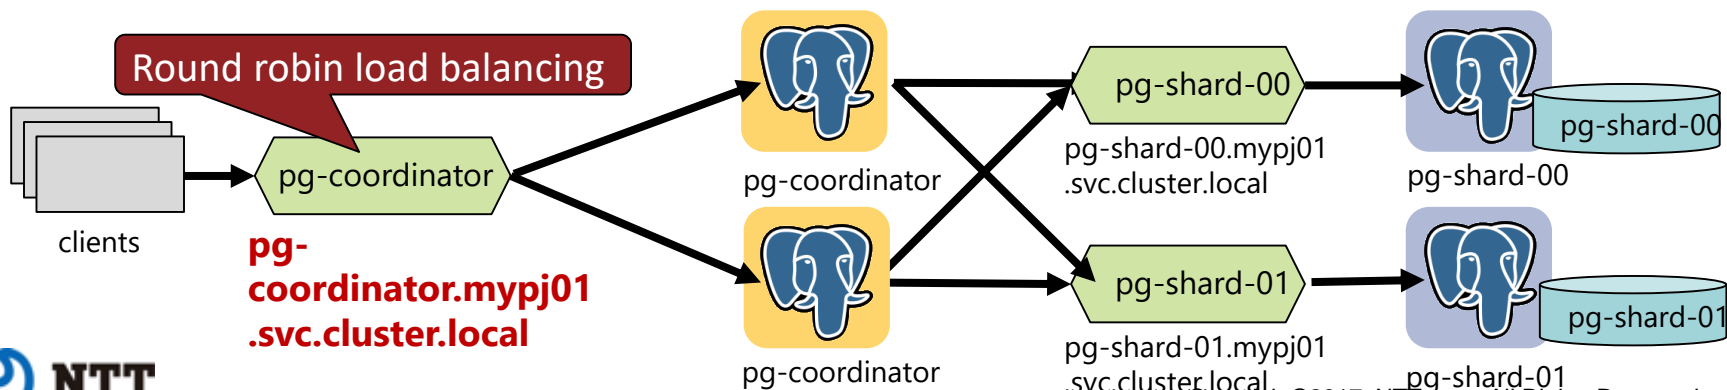 Round robin load balancing
clients
pg-coordinator
pg-
coordinator.mypj01
.svc.cluster.local
pg-coordinator
pg-coordinator
pg-shard-00
pg-shard-00.mypj01
.svc.cluster.local
pg-shard-01
pg-shard-01.mypj01
.svc.cluster.local
pg-shard-00
pg-shard-00
pg-shard-01
pg-shard-01
NTT